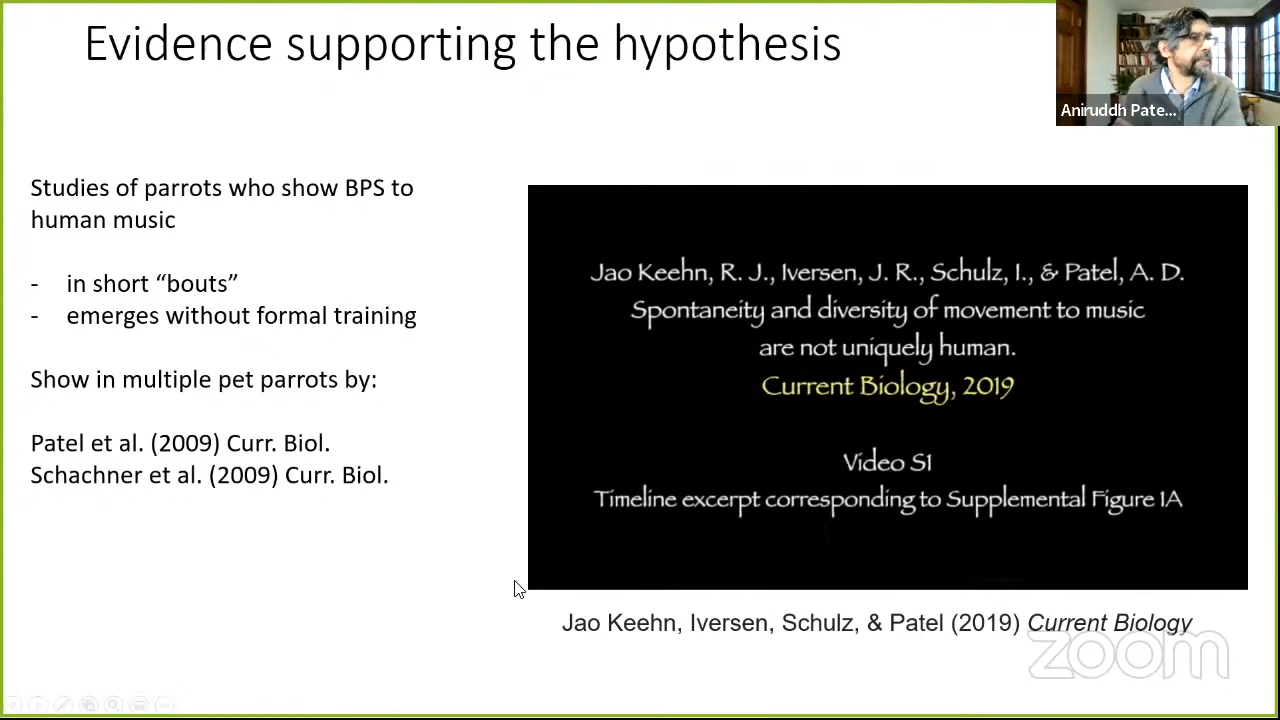 Evidence supporting the hypothesis
Aniruddh Pate...
Studies of parrots who show BPS to
human music
- in short “bouts”
- emerges without formal training
Show in multiple pet parrots by:
Patel et al. (2009) Curr. Biol.
Schachner et al. (2009) Curr. Biol.
Jao Keehn, R. J., Iversen, J. R., Schulz, I., & Patel, A. D.
Spontaneity and diversity of movement to music
are not uniquely human.
Current Biology, 2019
Video S1
Timeline excerpt corresponding to Supplemental Figure 1A
Jao Keehn, Iversen, Schulz, & Patel (2019) Current Biology
zoom